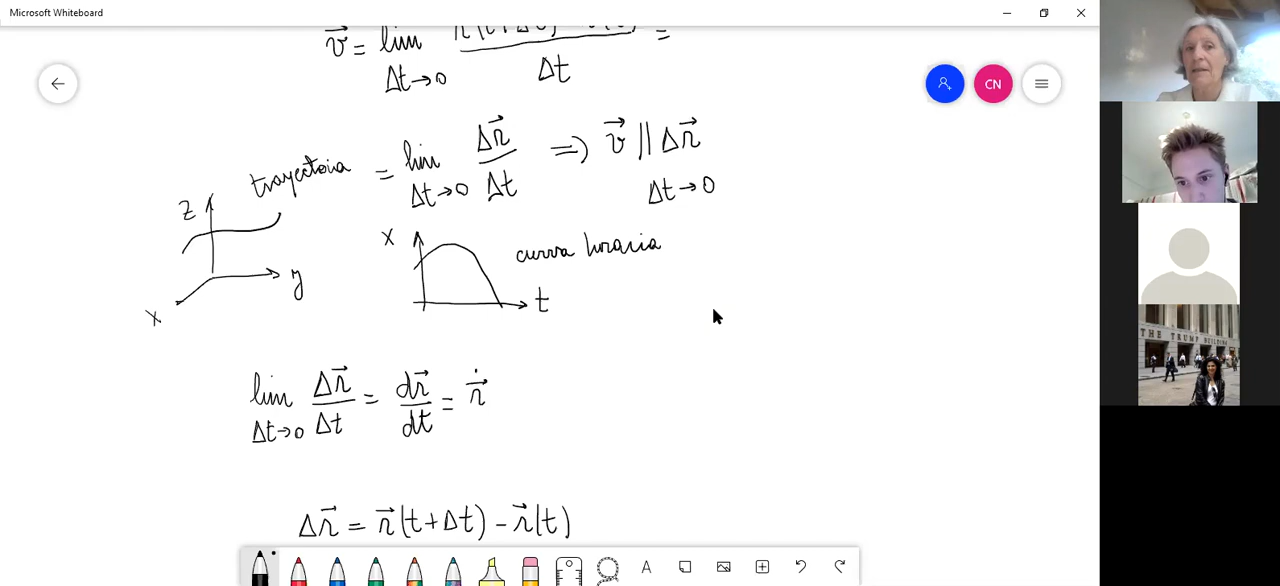 Microsoft Whiteboard
CN
v⃗ = lim Δt→0 r⃗(t+Δt) - r⃗(t) / Δt =
= lim Δt→0 Δr⃗/Δt ⇒ v⃗ ∥ Δr⃗
Δt→0
trayectoria
z
y
x
x
t
curva horaria
lim Δt→0 Δr⃗/Δt = dr⃗/dt = ṙ⃗
Δr⃗ = r⃗(t+Δt) - r⃗(t)
A
THE TRUMP BUILDING